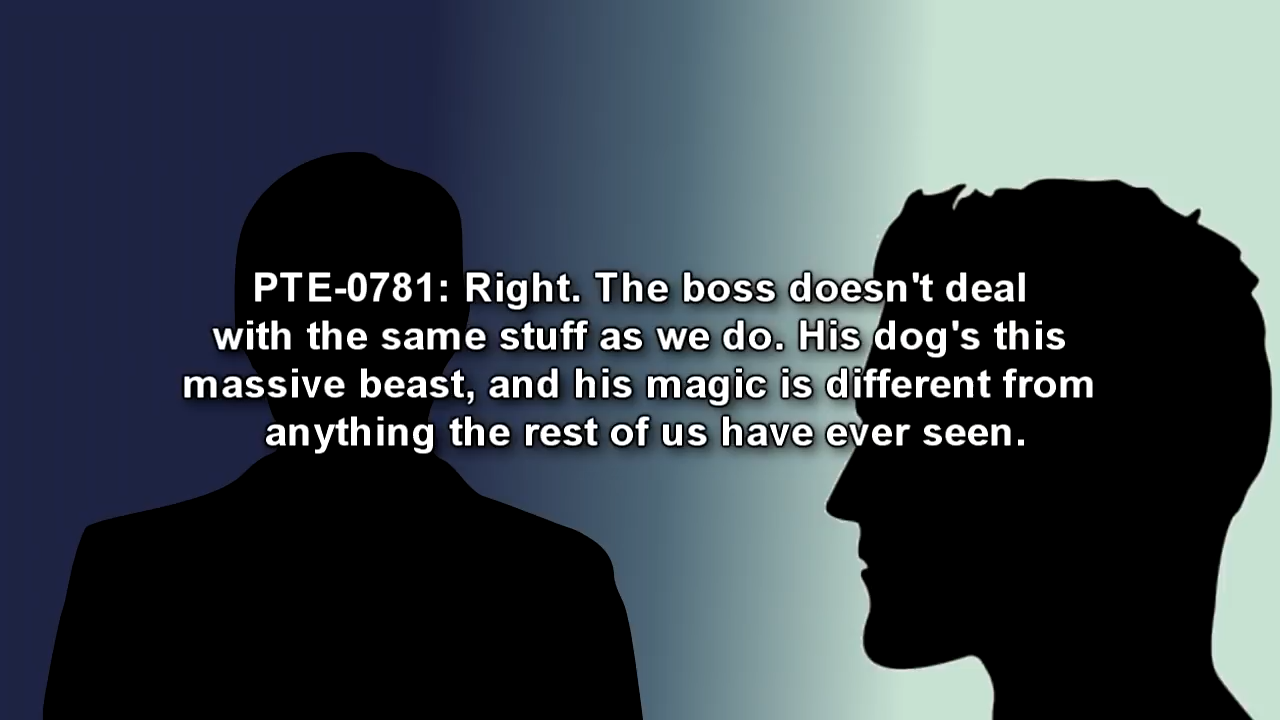 PTE-0781: Right. The boss doesn't deal
with the same stuff as we do. His dog's this
massive beast, and his magic is different from
anything the rest of us have ever seen.